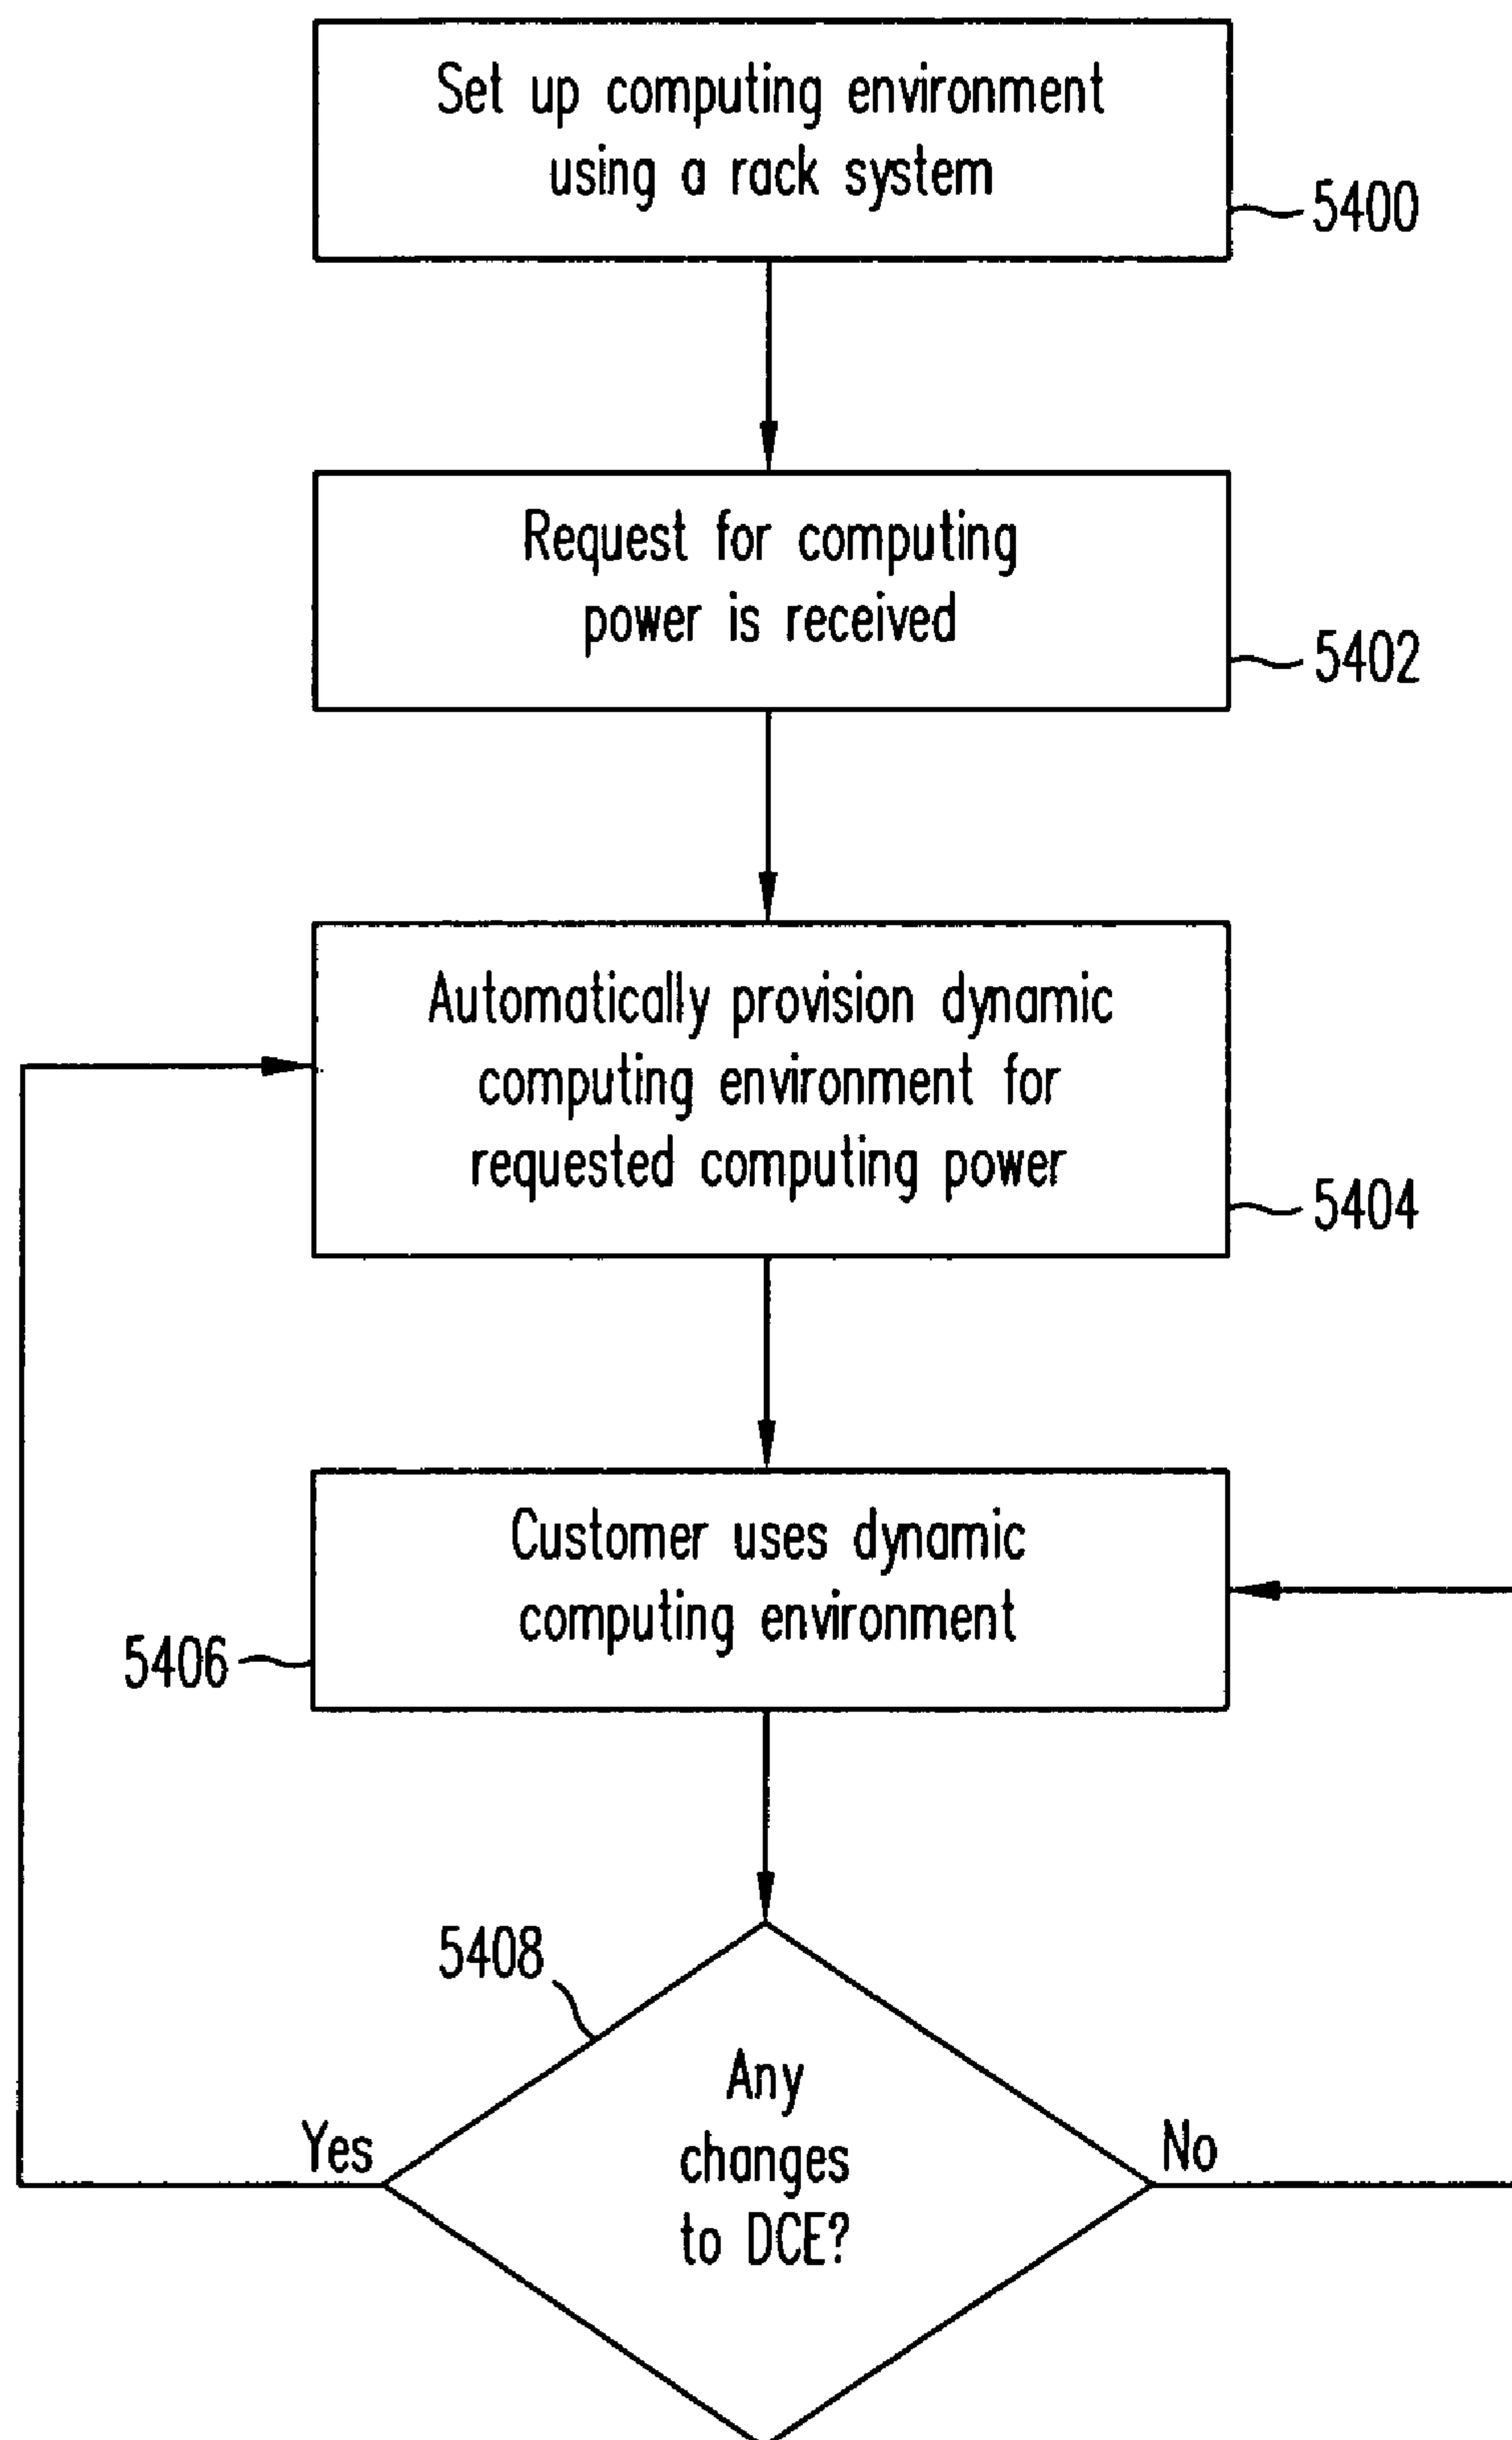 Set up computing environment
using a rack system
5400
Request for computing
power is received
5402
Automatically provision dynamic
computing environment for
requested computing power
5404
Customer uses dynamic
computing environment
5406
5408
Any
changes
to DCE?
Yes
No